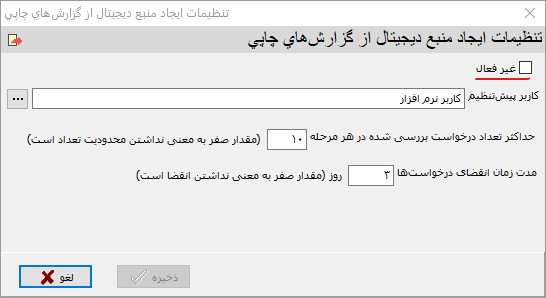 تنظیمات ایجاد منبع دیجیتال از گزارش‌هاي چاپي
تنظیمات ایجاد منبع دیجیتال از گزارش‌هاي چاپي
غیر فعال
کاربر پیش‌تنظیم کاربر نرم افزار ...
حداکثر تعداد درخواست بررسی شده در هر مرحله ۱۰ (مقدار صفر به معنی نداشتن محدودیت تعداد است)
مدت زمان انقضای درخواست‌ها ۳ روز (مقدار صفر به معنی نداشتن انقضا است)
ذخیره لغو